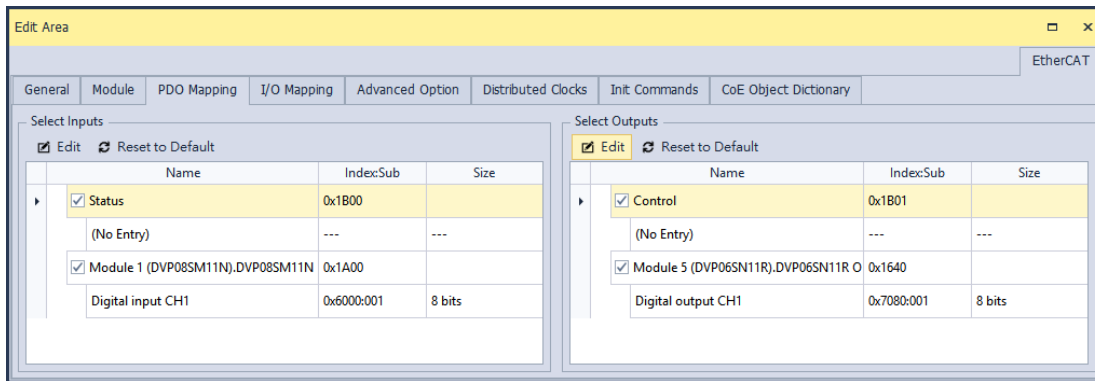 Edit Area
EtherCAT
General Module PDO Mapping I/O Mapping Advanced Option Distributed Clocks Init Commands CoE Object Dictionary
Select Inputs
Edit Reset to Default
Name Index:Sub Size
Status 0x1B00
(No Entry) --- ---
Module 1 (DVP08SM11N).DVP08SM11N 0x1A00
Digital input CH1 0x6000:001 8 bits
Select Outputs
Edit Reset to Default
Name Index:Sub Size
Control 0x1B01
(No Entry) --- ---
Module 5 (DVP06SN11R).DVP06SN11R O 0x1640
Digital output CH1 0x7080:001 8 bits